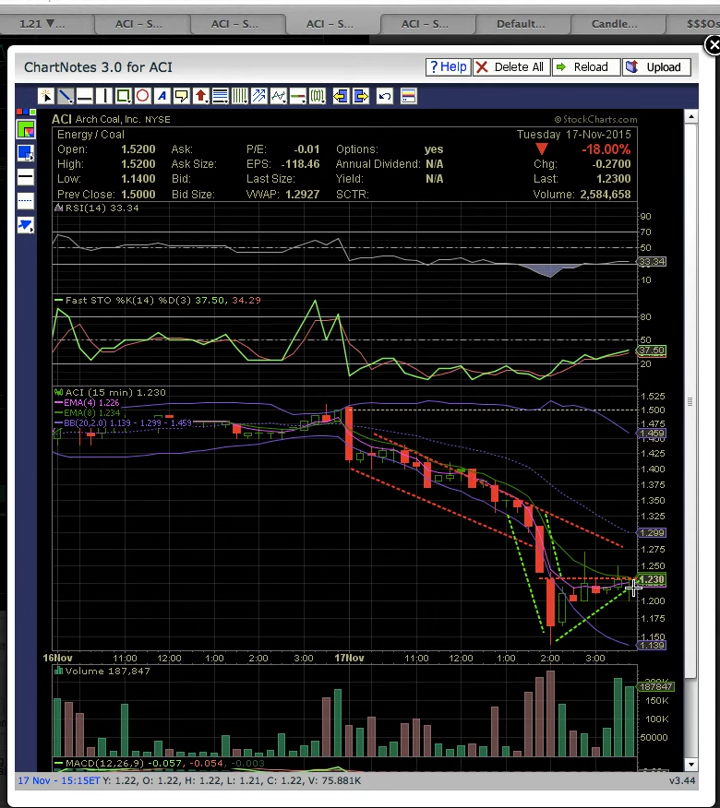 1.21 ▼... ACI – S... ACI – S... ACI – S... ACI – S... Default... Candle... $$$Os
ChartNotes 3.0 for ACI ? Help Delete All Reload Upload
ACI Arch Coal, Inc. NYSE © StockCharts.com
Energy / Coal Tuesday 17-Nov-2015
Open: 1.5200 Ask: P/E: -0.01 Options: yes -18.00%
High: 1.5200 Ask Size: EPS: -118.46 Annual Dividend: N/A Chg: -0.2700
Low: 1.1400 Bid: Last Size: Yield: N/A Last: 1.2300
Prev Close: 1.5000 Bid Size: VWAP: 1.2927 SCTR: Volume: 2,584,658
RSI(14) 33.34
90
70
50
33.34
10
Fast STO %K(14) %D(3) 37.50, 34.29
80
50
37.50
20
ACI (15 min) 1.230
EMA(4) 1.226
EMA(8) 1.234
BB(20,2.0) 1.139 - 1.299 - 1.459
1.525
1.500
1.475
1.459
1.425
1.400
1.375
1.350
1.325
1.299
1.275
1.250
1.230
1.200
1.175
1.150
1.139
16Nov 11:00 12:00 1:00 2:00 3:00 17Nov 11:00 12:00 1:00 2:00 3:00
Volume 187,847
187847
150K
100K
50000
MACD(12,26,9) -0.057, -0.054, -0.003
17 Nov - 15:15ET Y: 1.22, O: 1.22, H: 1.22, L: 1.21, C: 1.22, V: 75.881K v3.44